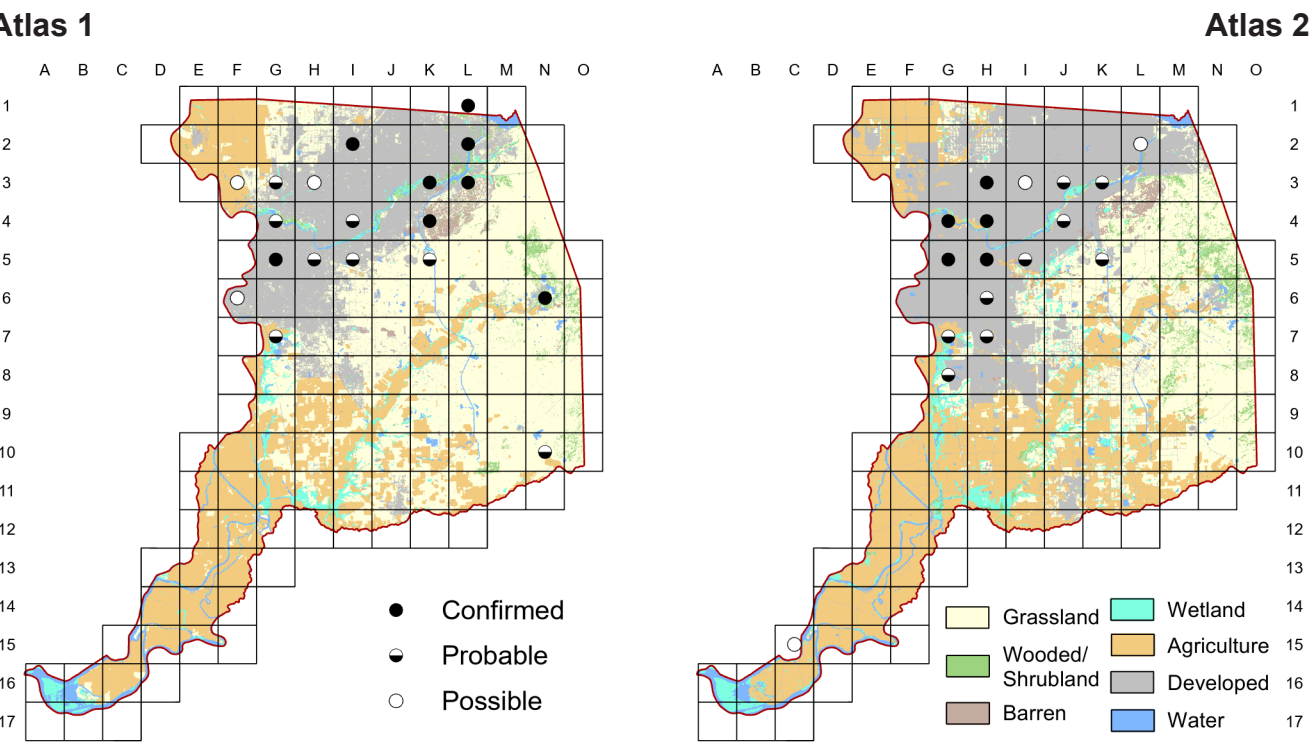 Atlas 1
Atlas 2
A B C D E F G H I J K L M N O
A B C D E F G H I J K L M N O
1
2
3
4
5
6
7
8
9
10
11
12
13
14
15
16
17
1
2
3
4
5
6
7
8
9
10
11
12
13
14
15
16
17
Confirmed
Probable
Possible
Grassland
Wooded/
Shrubland
Barren
Wetland
Agriculture
Developed
Water